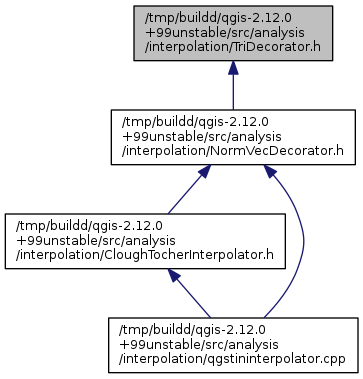 /tmp/buildd/qgis-2.12.0
+99unstable/src/analysis
/interpolation/TriDecorator.h
/tmp/buildd/qgis-2.12.0
+99unstable/src/analysis
/interpolation/NormVecDecorator.h
/tmp/buildd/qgis-2.12.0
+99unstable/src/analysis
/interpolation/CloughTocherInterpolator.h
/tmp/buildd/qgis-2.12.0
+99unstable/src/analysis
/interpolation/qgstininterpolator.cpp